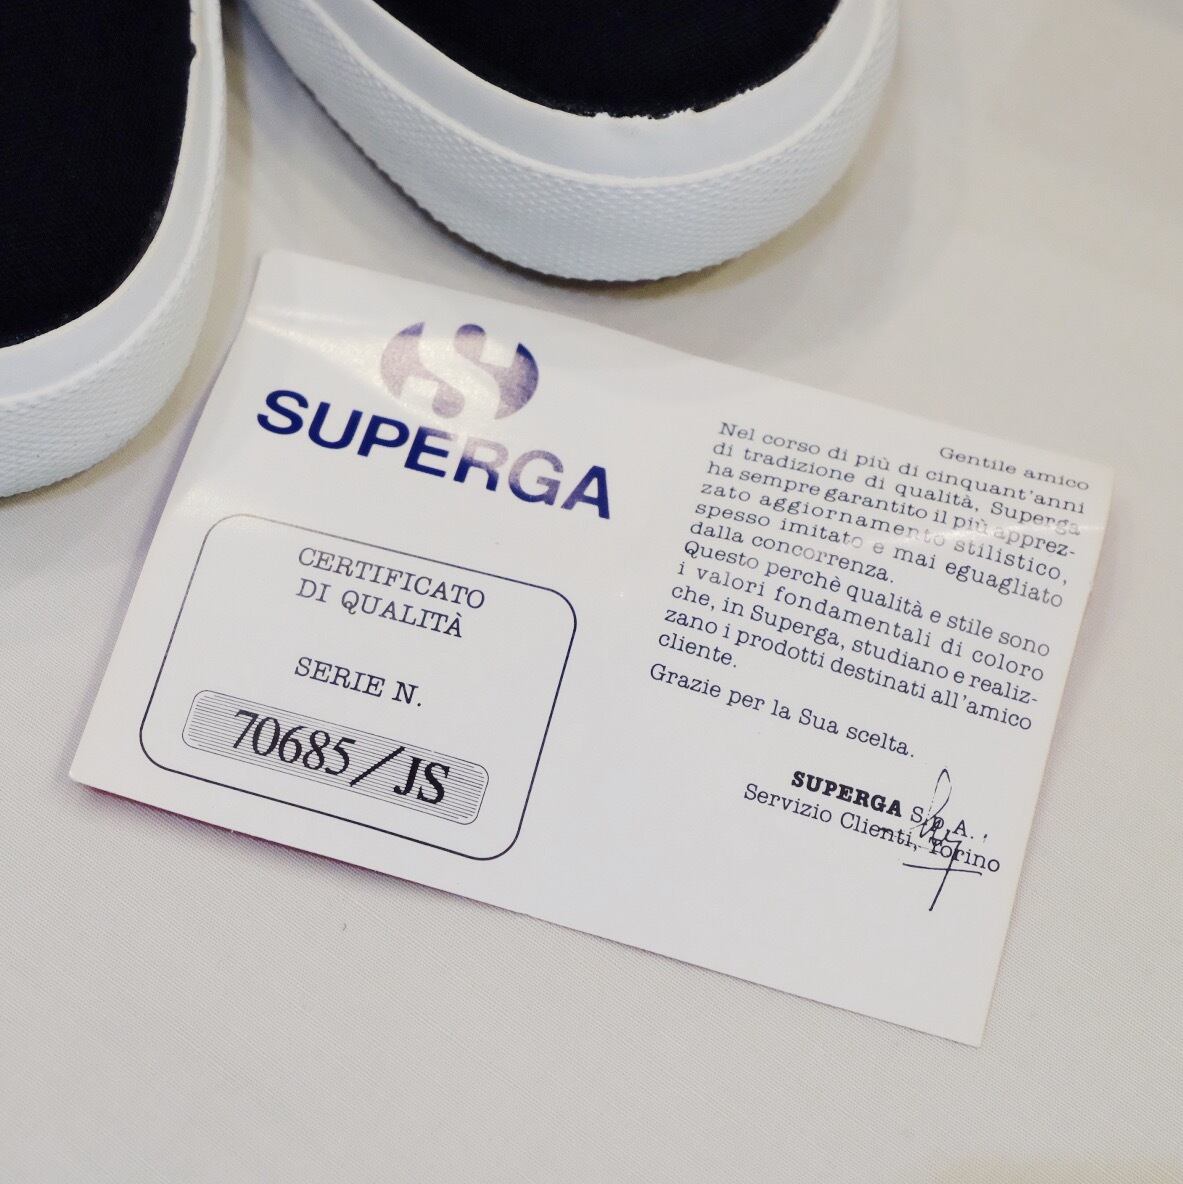 SUPERGA
CERTIFICATO
DI QUALITÀ
SERIE N.
70685/JS
Gentile amico
Nel corso di più di cinquant'anni
di tradizione di qualità, Superga
ha sempre garantito il più apprez-
zato aggiornamento stilistico,
spesso imitato e mai eguagliato
dalla concorrenza.
Questo perchè qualità e stile sono
i valori fondamentali di coloro
che, in Superga, studiano e realiz-
zano i prodotti destinati all'amico
cliente.
Grazie per la Sua scelta.
SUPERGA S.p.A.
Servizio Clienti, Torino